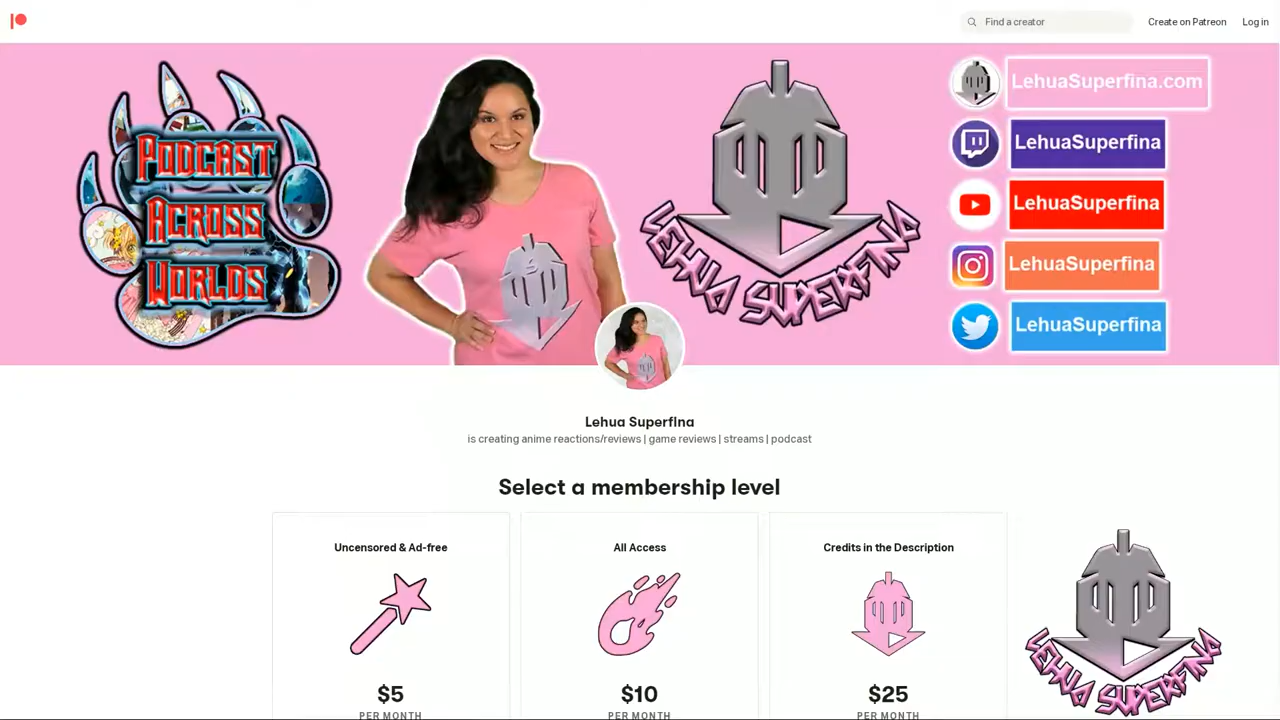 Find a creator
Create on Patreon
Log in
PODCAST
ACROSS
WORLDS
S
LEHUA SUPERFINA
LehuaSuperfina.com
LehuaSuperfina
LehuaSuperfina
LehuaSuperfina
LehuaSuperfina
Lehua SuperfIna
is creating anime reactions/reviews | game reviews | streams | podcast
Select a membership level
Uncensored & Ad-free
All Access
Credits in the Description
$5
PER MONTH
$10
PER MONTH
$25
PER MONTH
LEHUA SUPERFINA